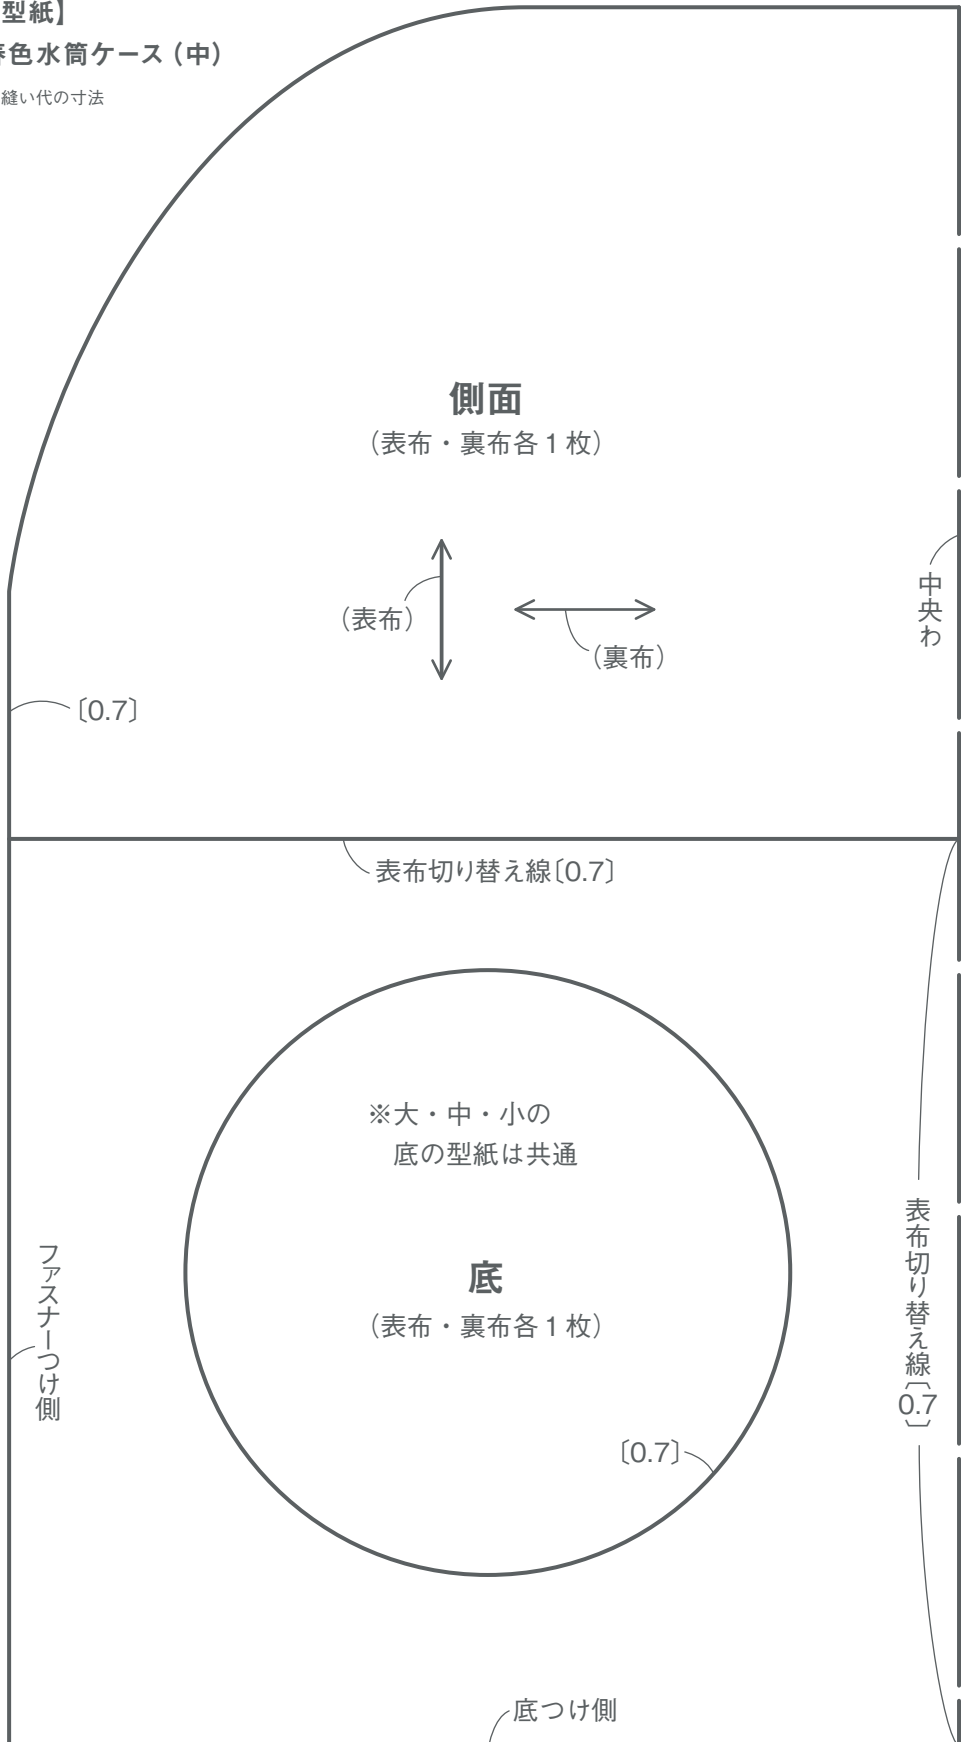 型紙】
春色水筒ケース（中）
縫い代の寸法
側面
（表布・裏布各1枚）
（表布）
（裏布）
中央わ
〔0.7〕
表布切り替え線〔0.7〕
※大・中・小の
底の型紙は共通
底
（表布・裏布各1枚）
〔0.7〕
ファスナーつけ側
表布切り替え線〔0.7〕
底つけ側